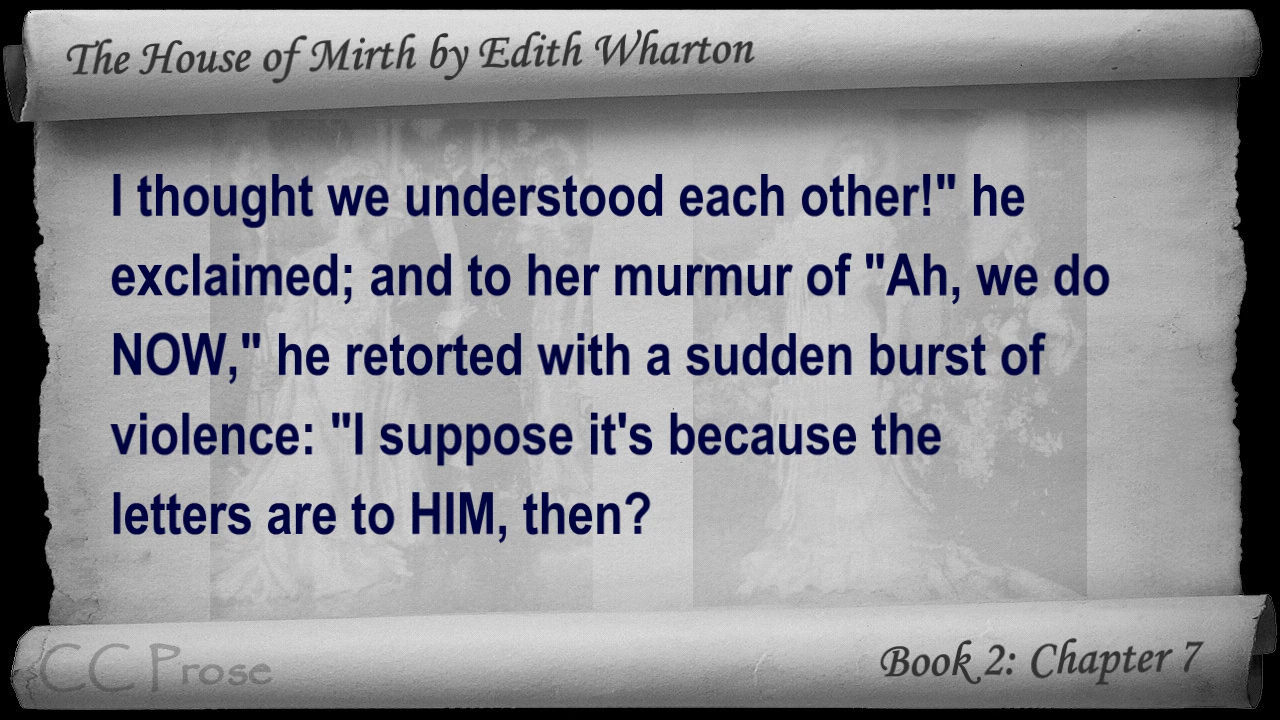 The House of Mirth by Edith Wharton
I thought we understood each other!" he
exclaimed; and to her murmur of "Ah, we do
NOW," he retorted with a sudden burst of
violence: "I suppose it's because the
letters are to HIM, then?
CC Prose
Book 2: Chapter 7